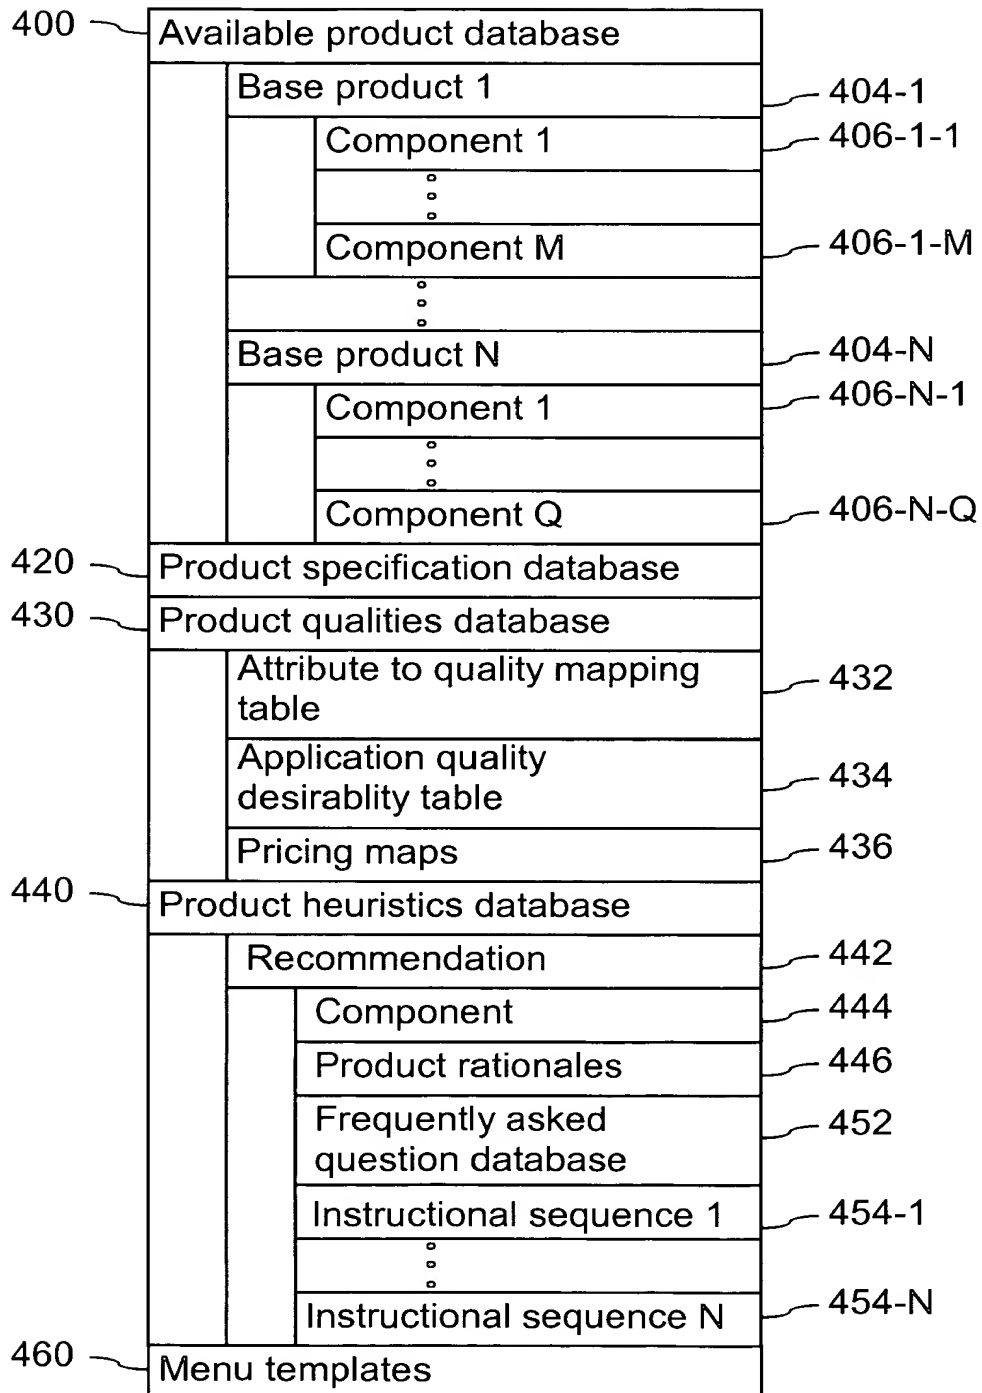 400 Available product database
Base product 1 404-1
Component 1 406-1-1
Component M 406-1-M
Base product N 404-N
Component 1 406-N-1
Component Q 406-N-Q
420 Product specification database
430 Product qualities database
Attribute to quality mapping
table 432
Application quality
desirablity table 434
Pricing maps 436
440 Product heuristics database
Recommendation 442
Component 444
Product rationales 446
Frequently asked
question database 452
Instructional sequence 1 454-1
Instructional sequence N 454-N
460 Menu templates